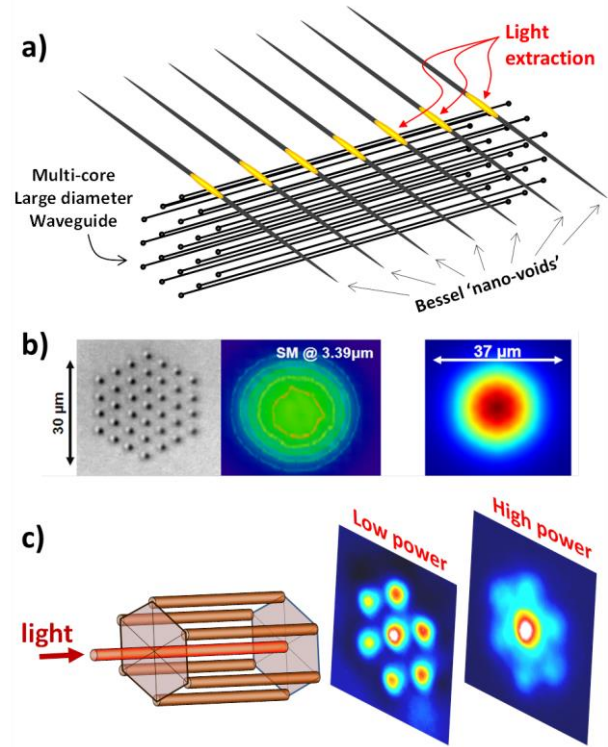 a)
Light
extraction
Multi-core
Large diameter
Waveguide
Bessel 'nano-voids'
b)
30 µm
SM @ 3.39µm
37 µm
c)
light
Low power
High power